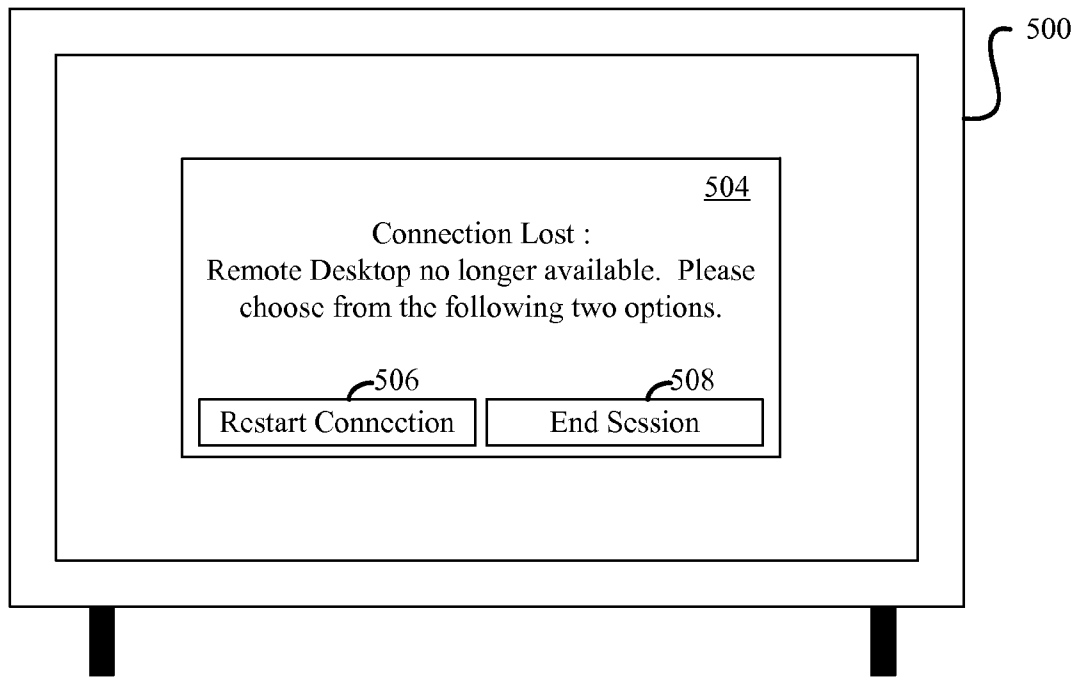 500
504
Connection Lost :
Remote Desktop no longer available. Please
choose from the following two options.
506
508
Restart Connection
End Session